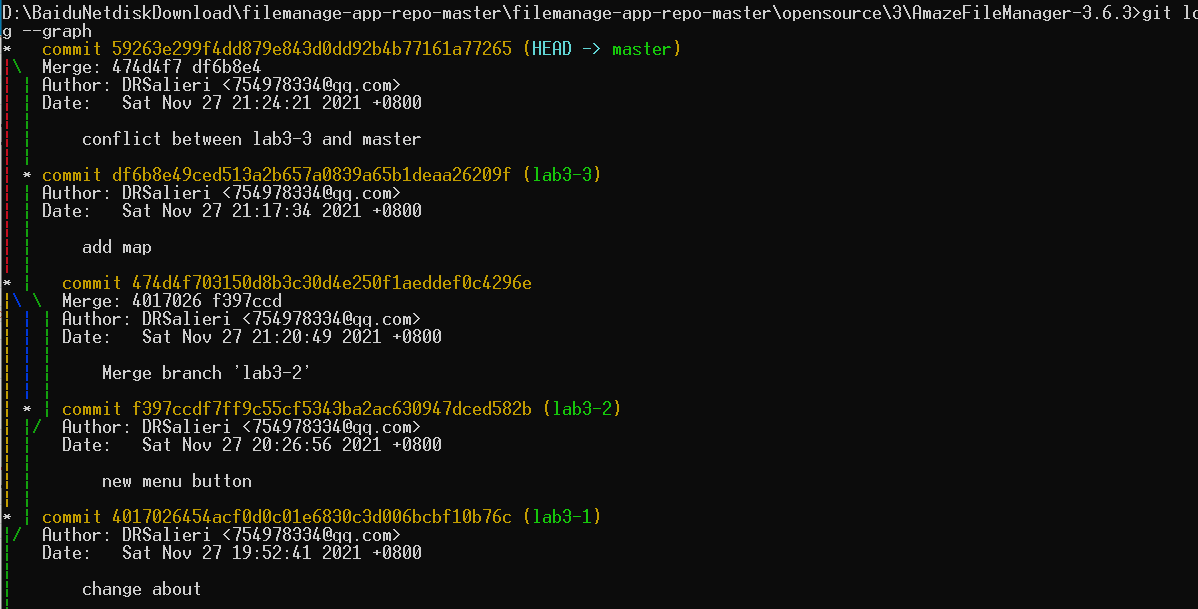 D:\BaiduNetdiskDownload\filemanage-app-repo-master\filemanage-app-repo-master\opensource\3\AmazeFileManager-3.6.3>git lo
g --graph
*   commit 59263e299f4dd879e843d0dd92b4b77161a77265 (HEAD -> master)
|\  Merge: 474d4f7 df6b8e4
| | Author: DRSalieri <754978334@qq.com>
| | Date:   Sat Nov 27 21:24:21 2021 +0800
| |
| |     conflict between lab3-3 and master
| |
| * commit df6b8e49ced513a2b657a0839a65b1deaa26209f (lab3-3)
| | Author: DRSalieri <754978334@qq.com>
| | Date:   Sat Nov 27 21:17:34 2021 +0800
| |
| |     add map
| |
* |   commit 474d4f703150d8b3c30d4e250f1aeddef0c4296e
|\ \  Merge: 4017026 f397ccd
| | | Author: DRSalieri <754978334@qq.com>
| | | Date:   Sat Nov 27 21:20:49 2021 +0800
| | |
| | |     Merge branch 'lab3-2'
| | |
| * | commit f397ccdf7ff9c55cf5343ba2ac630947dced582b (lab3-2)
| |/  Author: DRSalieri <754978334@qq.com>
| |   Date:   Sat Nov 27 20:26:56 2021 +0800
| |
| |       new menu button
| |
* | commit 4017026454acf0d0c01e6830c3d006bcbf10b76c (lab3-1)
|/  Author: DRSalieri <754978334@qq.com>
|   Date:   Sat Nov 27 19:52:41 2021 +0800
|
|       change about
|